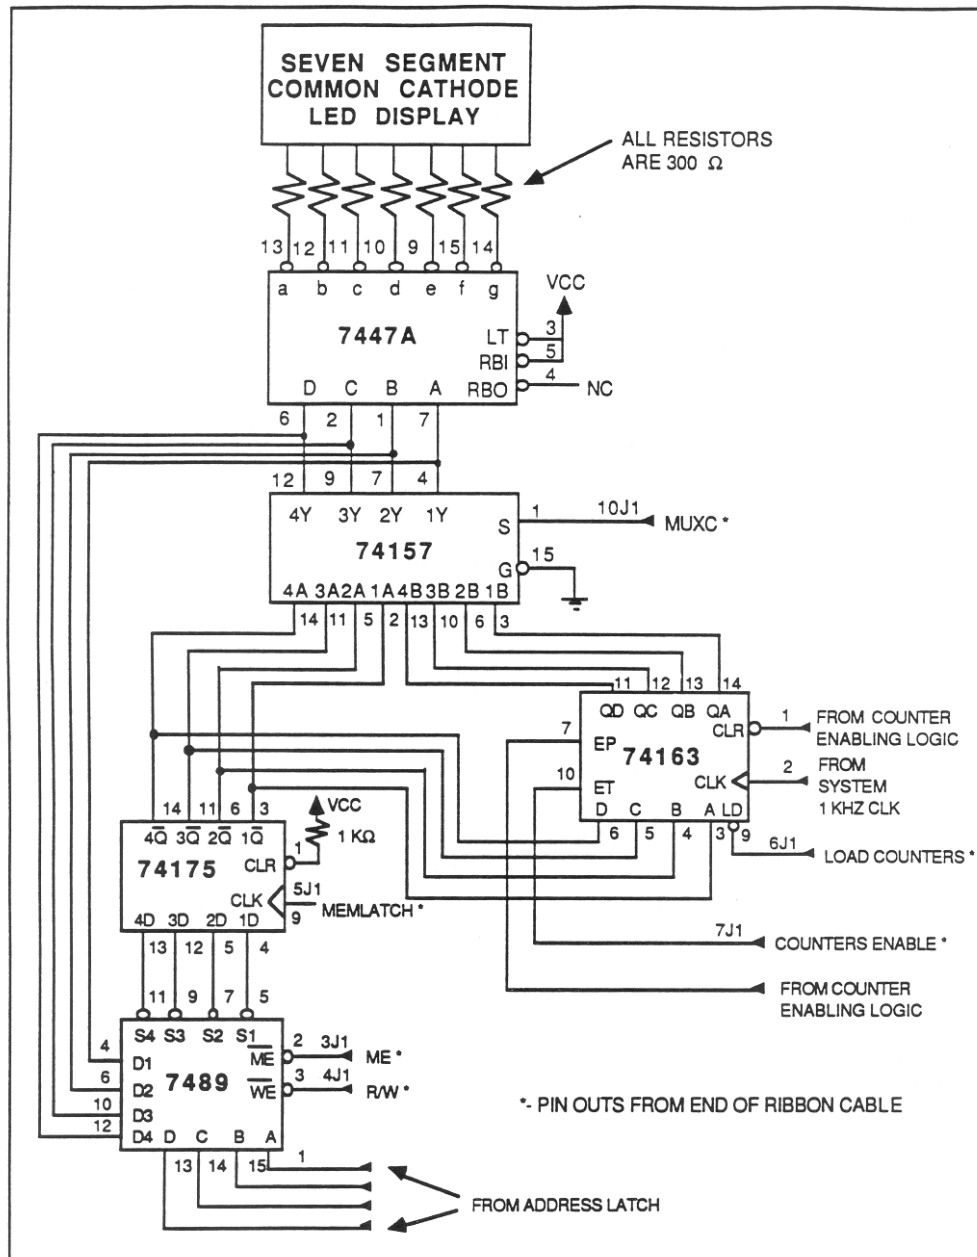 SEVEN SEGMENT
COMMON CATHODE
LED DISPLAY
ALL RESISTORS
ARE 300 Ω
13 12 11 10 9 15 14
a b c d e f g
VCC
7447A
LT 3
RBI 5
RBO 4 NC
D C B A
6 2 1 7
12 9 7 4
4Y 3Y 2Y 1Y
S 1 10J1 MUXC *
74157
G 15
4A 3A 2A 1A 4B 3B 2B 1B
14 11 5 2 13 10 6 3
11 12 13 14
QD QC QB QA
7 EP
CLR 1 FROM COUNTER
ENABLING LOGIC
74163
10 ET
CLK 2 FROM
SYSTEM
1 KHZ CLK
D C B A LD
6 5 4 3 9
6J1 LOAD COUNTERS *
14 11 6 3
VCC
1 KΩ
4Q̅ 3Q̅ 2Q̅ 1Q̅
CLR 1
74175
CLK 5J1
9 MEMLATCH *
4D 3D 2D 1D
13 12 5 4
7J1
COUNTERS ENABLE *
FROM COUNTER
ENABLING LOGIC
11 9 7 5
S4 S3 S2 S1
4 D1
M̅E̅ 2 3J1 ME *
7489
6 D2
W̅E̅ 3 4J1 R/W *
10 D3
12 D4 D C B A
13 14 15 1
*- PIN OUTS FROM END OF RIBBON CABLE
FROM ADDRESS LATCH